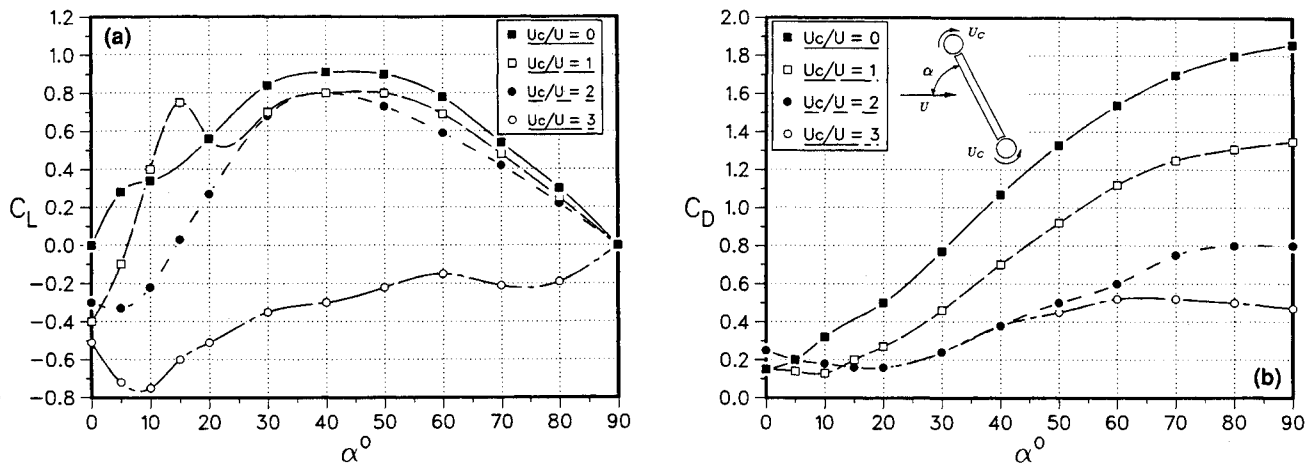 (a)
1.2
1.0
0.8
0.6
0.4
0.2
0.0
−0.2
−0.4
−0.6
−0.8
C_L
Uc/U = 0
Uc/U = 1
Uc/U = 2
Uc/U = 3
0 10 20 30 40 50 60 70 80 90
α°
2.0
1.8
1.6
1.4
1.2
1.0
0.8
0.6
0.4
0.2
0.0
C_D
Uc/U = 0
Uc/U = 1
Uc/U = 2
Uc/U = 3
U_C
α
U
U_C
(b)
0 10 20 30 40 50 60 70 80 90
α°